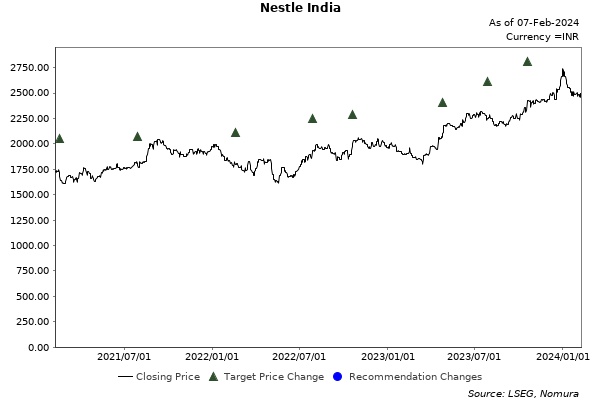 Nestle India
As of 07-Feb-2024
Currency =INR
2750.00
2500.00
2250.00
2000.00
1750.00
1500.00
1250.00
1000.00
750.00
500.00
250.00
0.00
2021/07/01 2022/01/01 2022/07/01 2023/01/01 2023/07/01 2024/01/01
Closing Price Target Price Change Recommendation Changes
Source: LSEG, Nomura